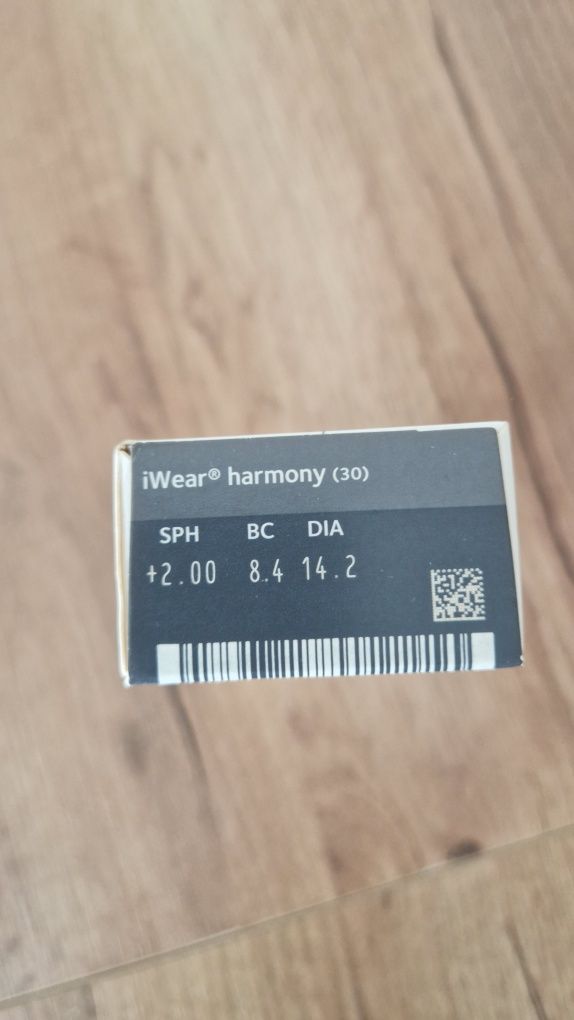 iWear® harmony (30)
SPH BC DIA
+2.00 8.4 14.2